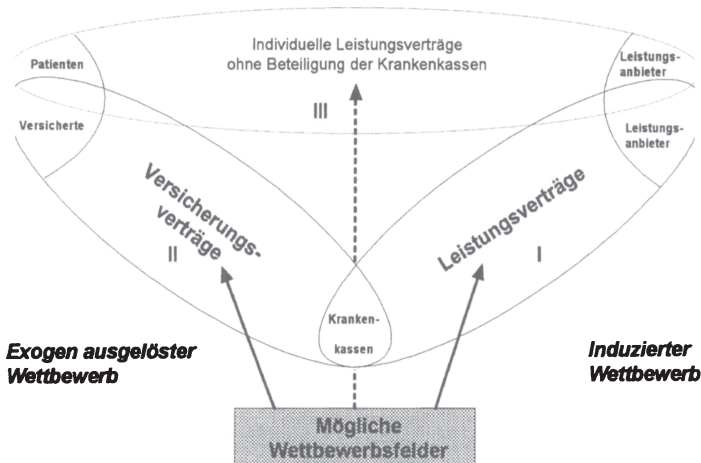 Individuelle Leistungsverträge
ohne Beteiligung der Krankenkassen
Patienten
Leistungs-
anbieter
III
Versicherte
Leistungs-
anbieter
Versicherungs-
verträge
II
Leistungsverträge
I
Kranken-
kassen
Exogen ausgelöster
Wettbewerb
Induzierter
Wettbewerb
Mögliche
Wettbewerbsfelder